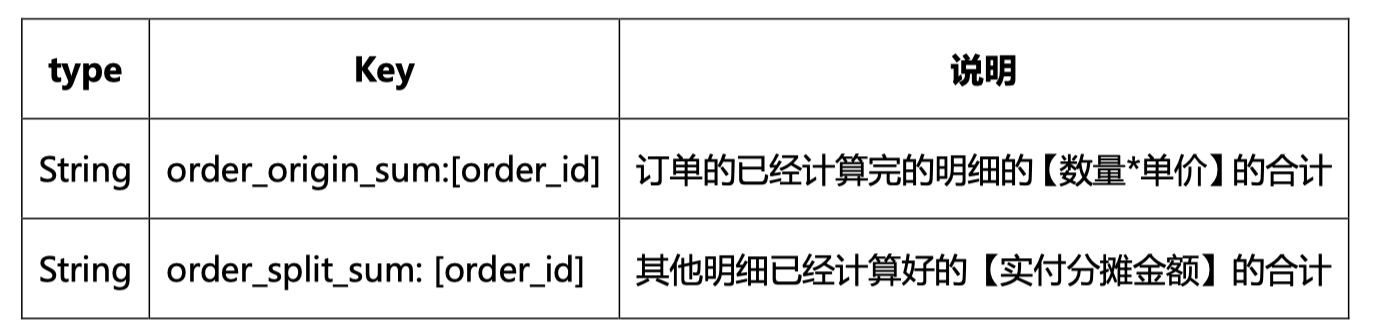 type Key 说明
String order_origin_sum:[order_id] 订单的已经计算完的明细的【数量*单价】的合计
String order_split_sum: [order_id] 其他明细已经计算好的【实付分摊金额】的合计